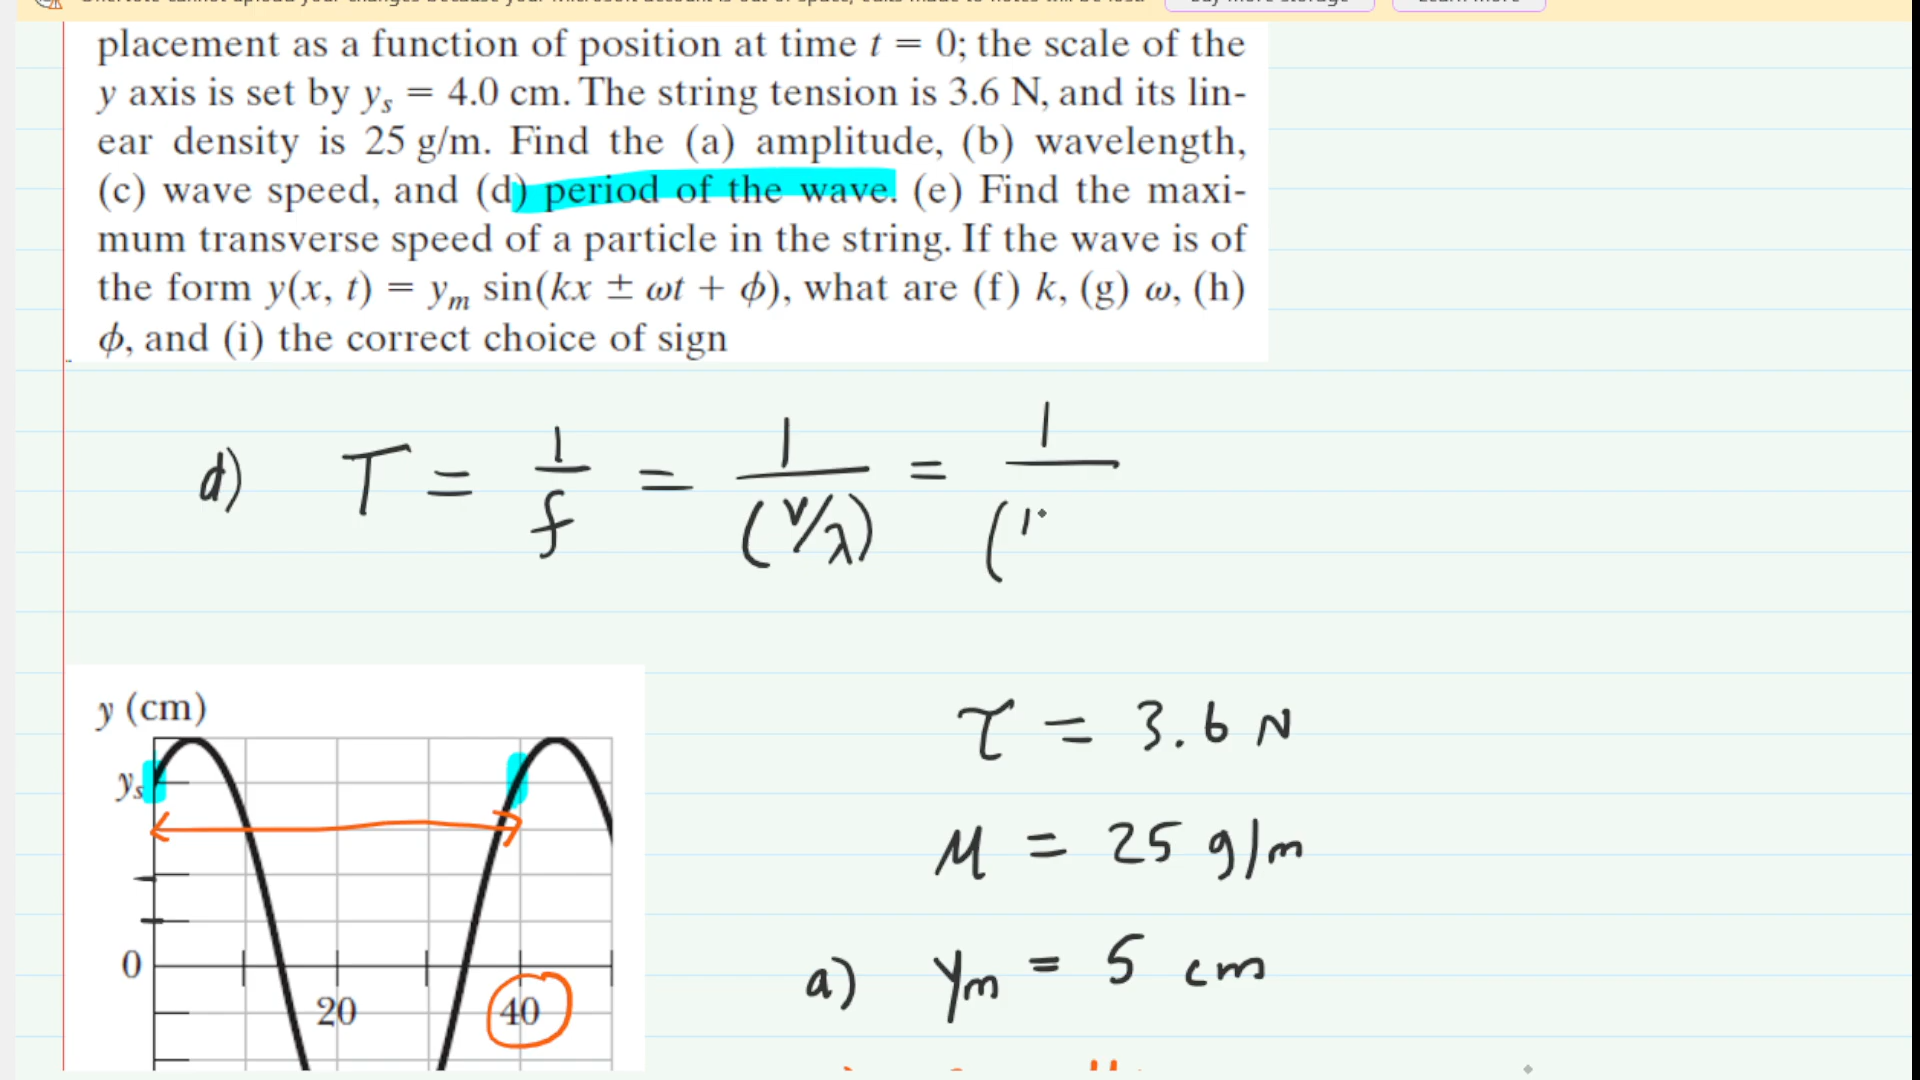 placement as a function of position at time t = 0; the scale of the
y axis is set by yₛ = 4.0 cm. The string tension is 3.6 N, and its lin-
ear density is 25 g/m. Find the (a) amplitude, (b) wavelength,
(c) wave speed, and (d) period of the wave. (e) Find the maxi-
mum transverse speed of a particle in the string. If the wave is of
the form y(x, t) = yₘ sin(kx ± ωt + ϕ), what are (f) k, (g) ω, (h)
ϕ, and (i) the correct choice of sign
d) T = 1/f = 1/(v/λ) = 1/(1
y (cm)
yₛ
0
20
40
τ = 3.6 N
μ = 25 g/m
a) yₘ = 5 cm